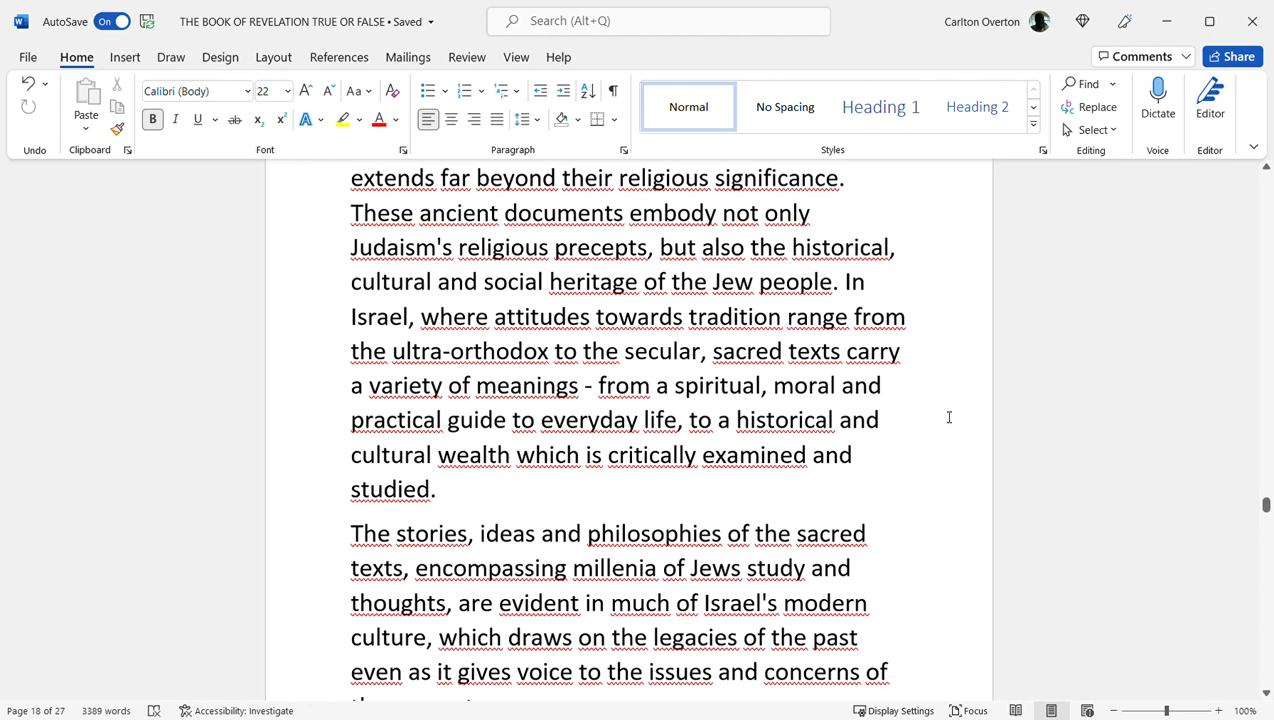 AutoSave On THE BOOK OF REVELATION TRUE OR FALSE • Saved Search (Alt+Q) Carlton Overton
File Home Insert Draw Design Layout References Mailings Review View Help Comments Share
Calibri (Body) 22 Aa Normal No Spacing Heading 1 Heading 2 Find
Paste B I U ab x₂ x² A A Replace Dictate Editor
Select
Undo Clipboard Font Paragraph Styles Editing Voice Editor
extends far beyond their religious significance.
These ancient documents embody not only
Judaism's religious precepts, but also the historical,
cultural and social heritage of the Jew people. In
Israel, where attitudes towards tradition range from
the ultra-orthodox to the secular, sacred texts carry
a variety of meanings - from a spiritual, moral and
practical guide to everyday life, to a historical and
cultural wealth which is critically examined and
studied.
The stories, ideas and philosophies of the sacred
texts, encompassing millenia of Jews study and
thoughts, are evident in much of Israel's modern
culture, which draws on the legacies of the past
even as it gives voice to the issues and concerns of
Page 18 of 27 3389 words Accessibility: Investigate Display Settings Focus 100%